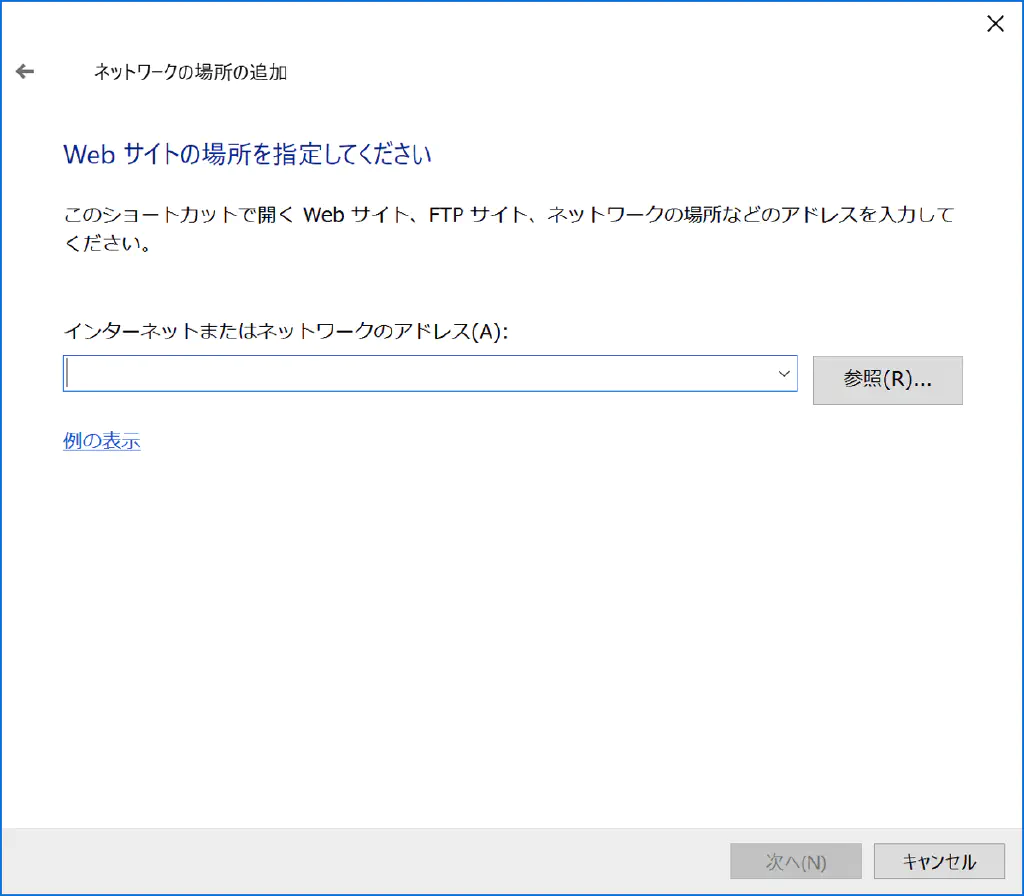 ネットワークの場所の追加
Web サイトの場所を指定してください
このショートカットで開く Web サイト、FTP サイト、ネットワークの場所などのアドレスを入力して
ください。
インターネットまたはネットワークのアドレス(A):
参照(R)...
例の表示
次へ(N)
キャンセル